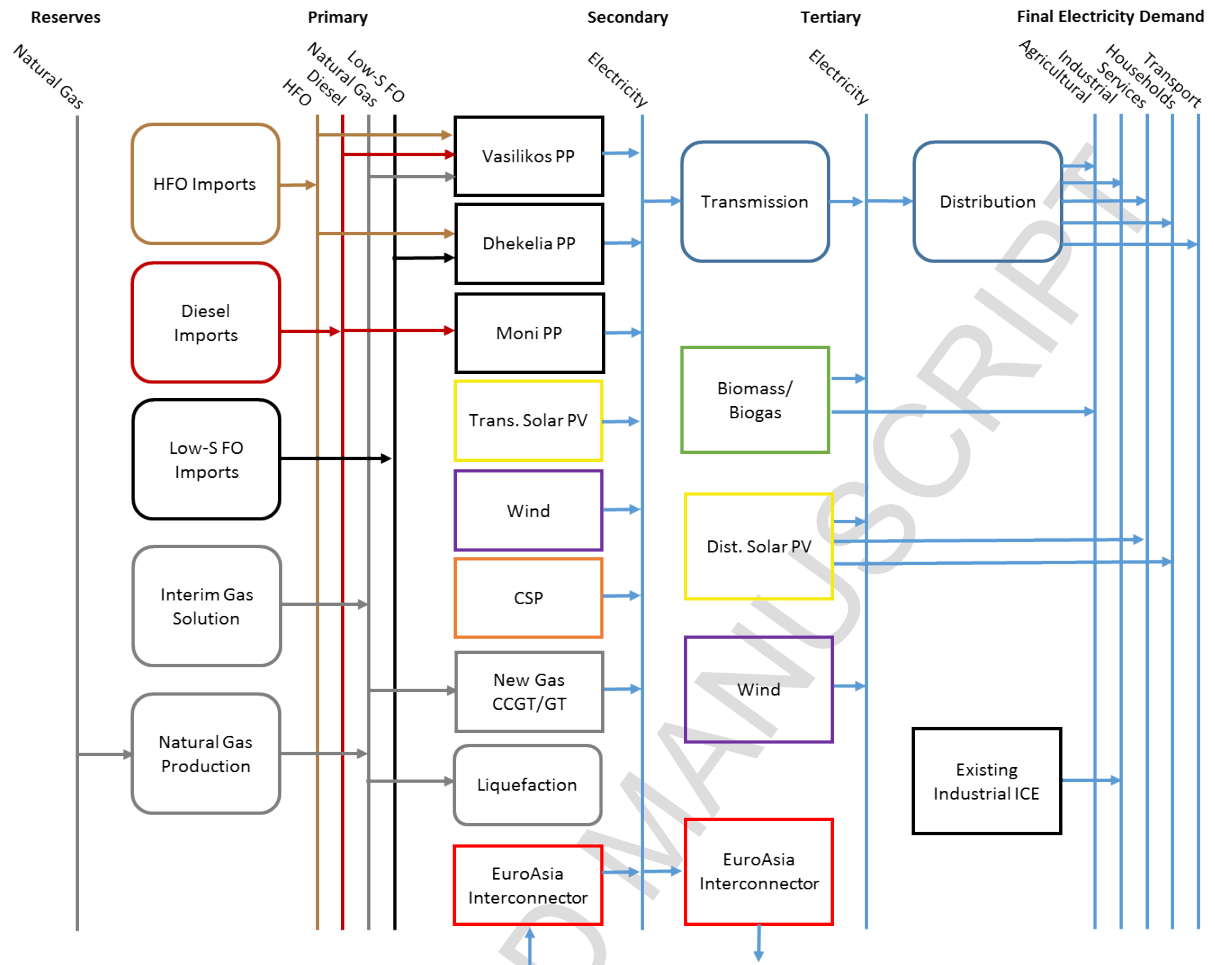 Reserves
Primary
Secondary
Tertiary
Final Electricity Demand
Natural Gas
HFO
Diesel
Natural Gas
Low-S FO
Electricity
Electricity
Agricultural
Industrial
Services
Households
Transport
HFO Imports
Vasilikos PP
Transmission
Distribution
Dhekelia PP
Diesel
Imports
Moni PP
Biomass/
Biogas
Trans. Solar PV
Low-S FO
Imports
Wind
Dist. Solar PV
Interim Gas
Solution
CSP
New Gas
CCGT/GT
Wind
Natural Gas
Production
Liquefaction
Existing
Industrial ICE
EuroAsia
Interconnector
EuroAsia
Interconnector
D MANUSCRIPT